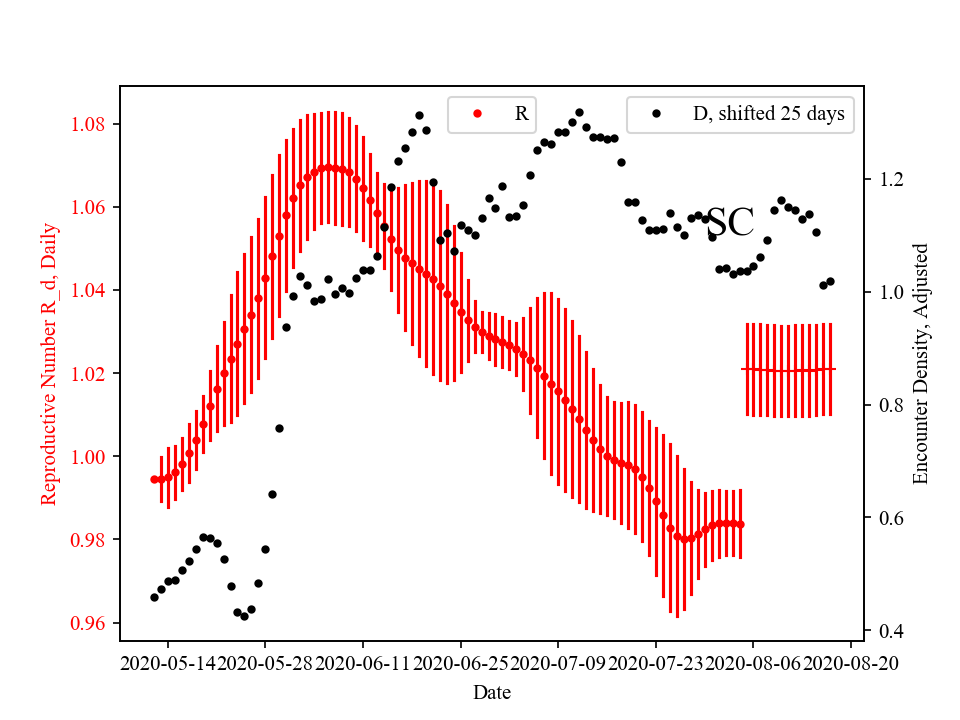 R
D, shifted 25 days
SC
Reproductive Number R_d, Daily
1.08
1.06
1.04
1.02
1.00
0.98
0.96
1.2
1.0
0.8
0.6
0.4
Encounter Density, Adjusted
2020-05-14 2020-05-28 2020-06-11 2020-06-25 2020-07-09 2020-07-23 2020-08-06 2020-08-20
Date